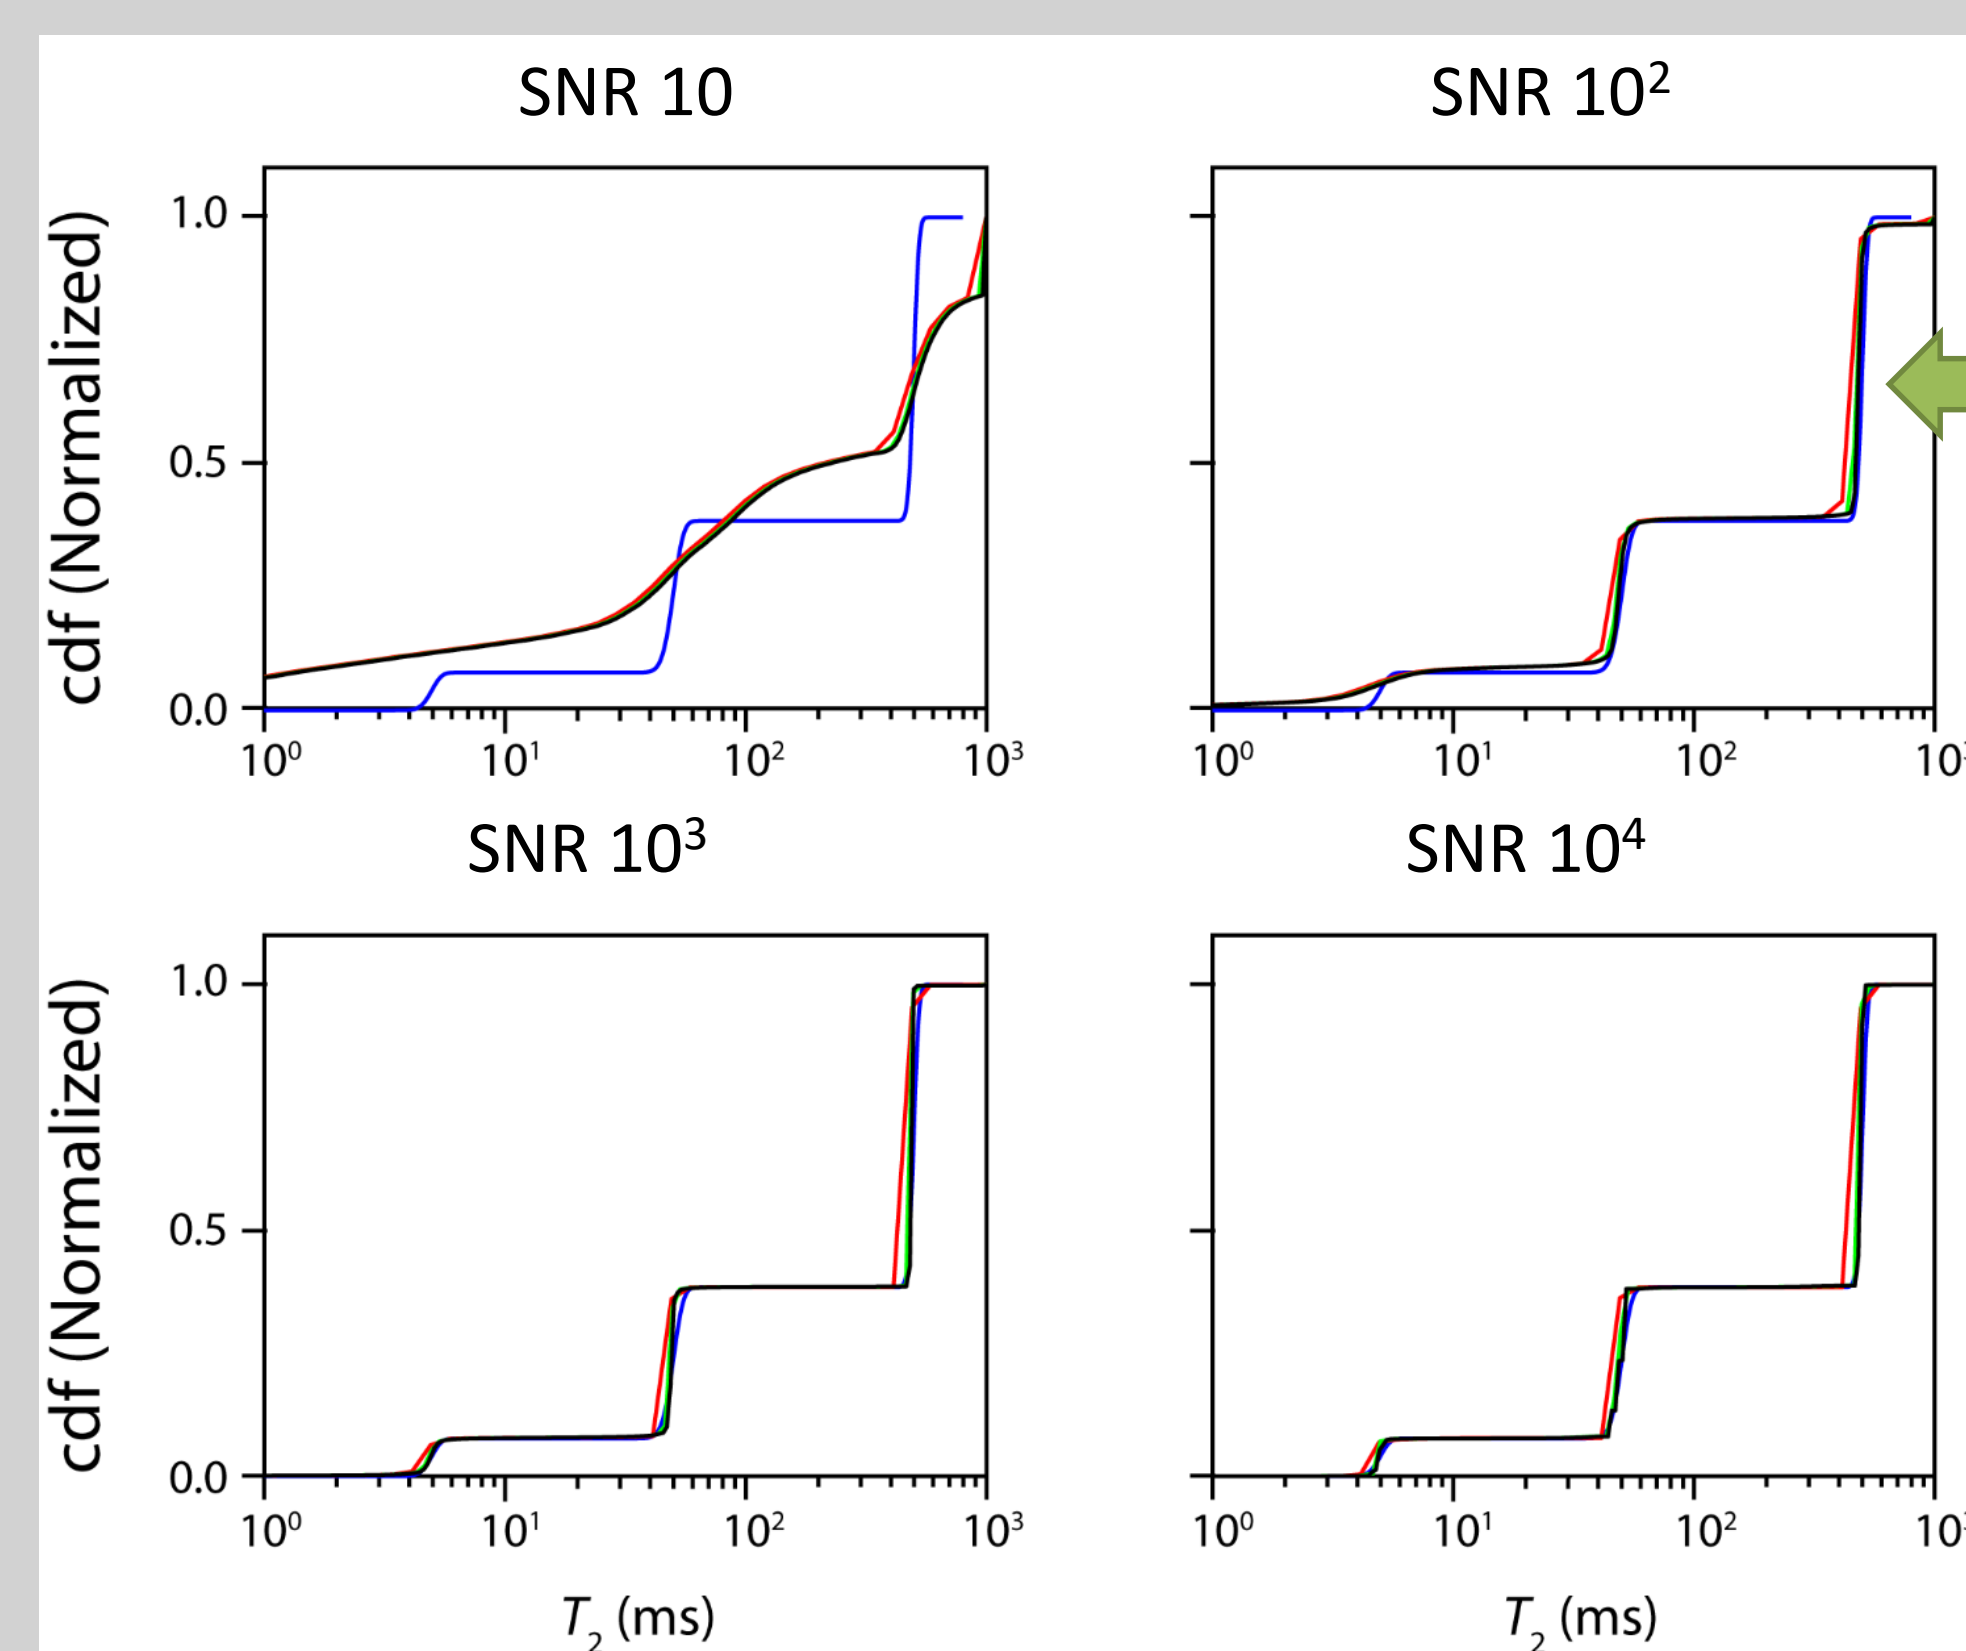 SNR 10
SNR 10²
cdf (Normalized)
1.0
0.5
0.0
10⁰ 10¹ 10² 10³
10⁰ 10¹ 10² 10³
SNR 10³
SNR 10⁴
cdf (Normalized)
1.0
0.5
0.0
10⁰ 10¹ 10² 10³
10⁰ 10¹ 10² 10³
T₂ (ms)
T₂ (ms)